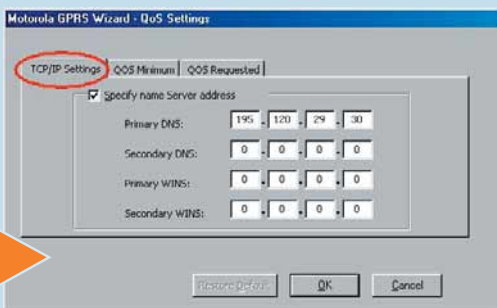 Motorola GPRS Wizard - QoS Settings
TCP/IP Settings QOS Minimum QOS Requested
Specify name Server address
Primary DNS: 195 . 120 . 29 . 30
Secondary DNS: 0 . 0 . 0 . 0
Primary WINS: 0 . 0 . 0 . 0
Secondary WINS: 0 . 0 . 0 . 0
Restore Default OK Cancel